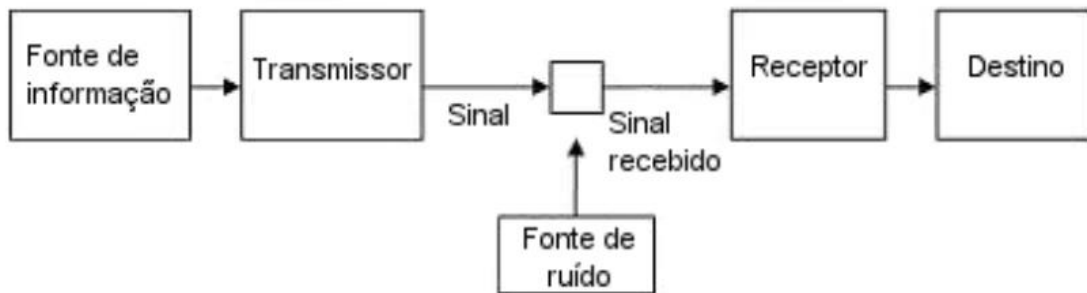 Fonte de
informação
Transmissor
Sinal
Sinal
recebido
Receptor
Destino
Fonte de
ruído